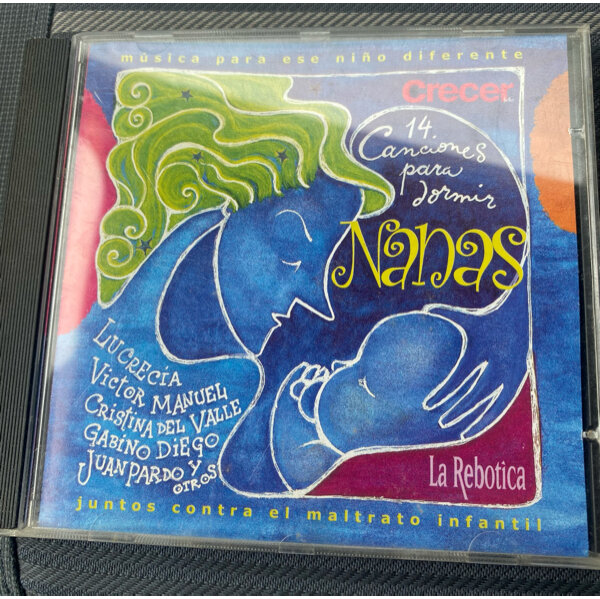 música para ese niño diferente
Crecer
14
Canciones
para
dormir
Nanas
Lucrecía
Victor Manuel
Cristina del Valle
Gabino Diego
Juan Pardo y
otros
La Rebotica
juntos contra el maltrato infantil